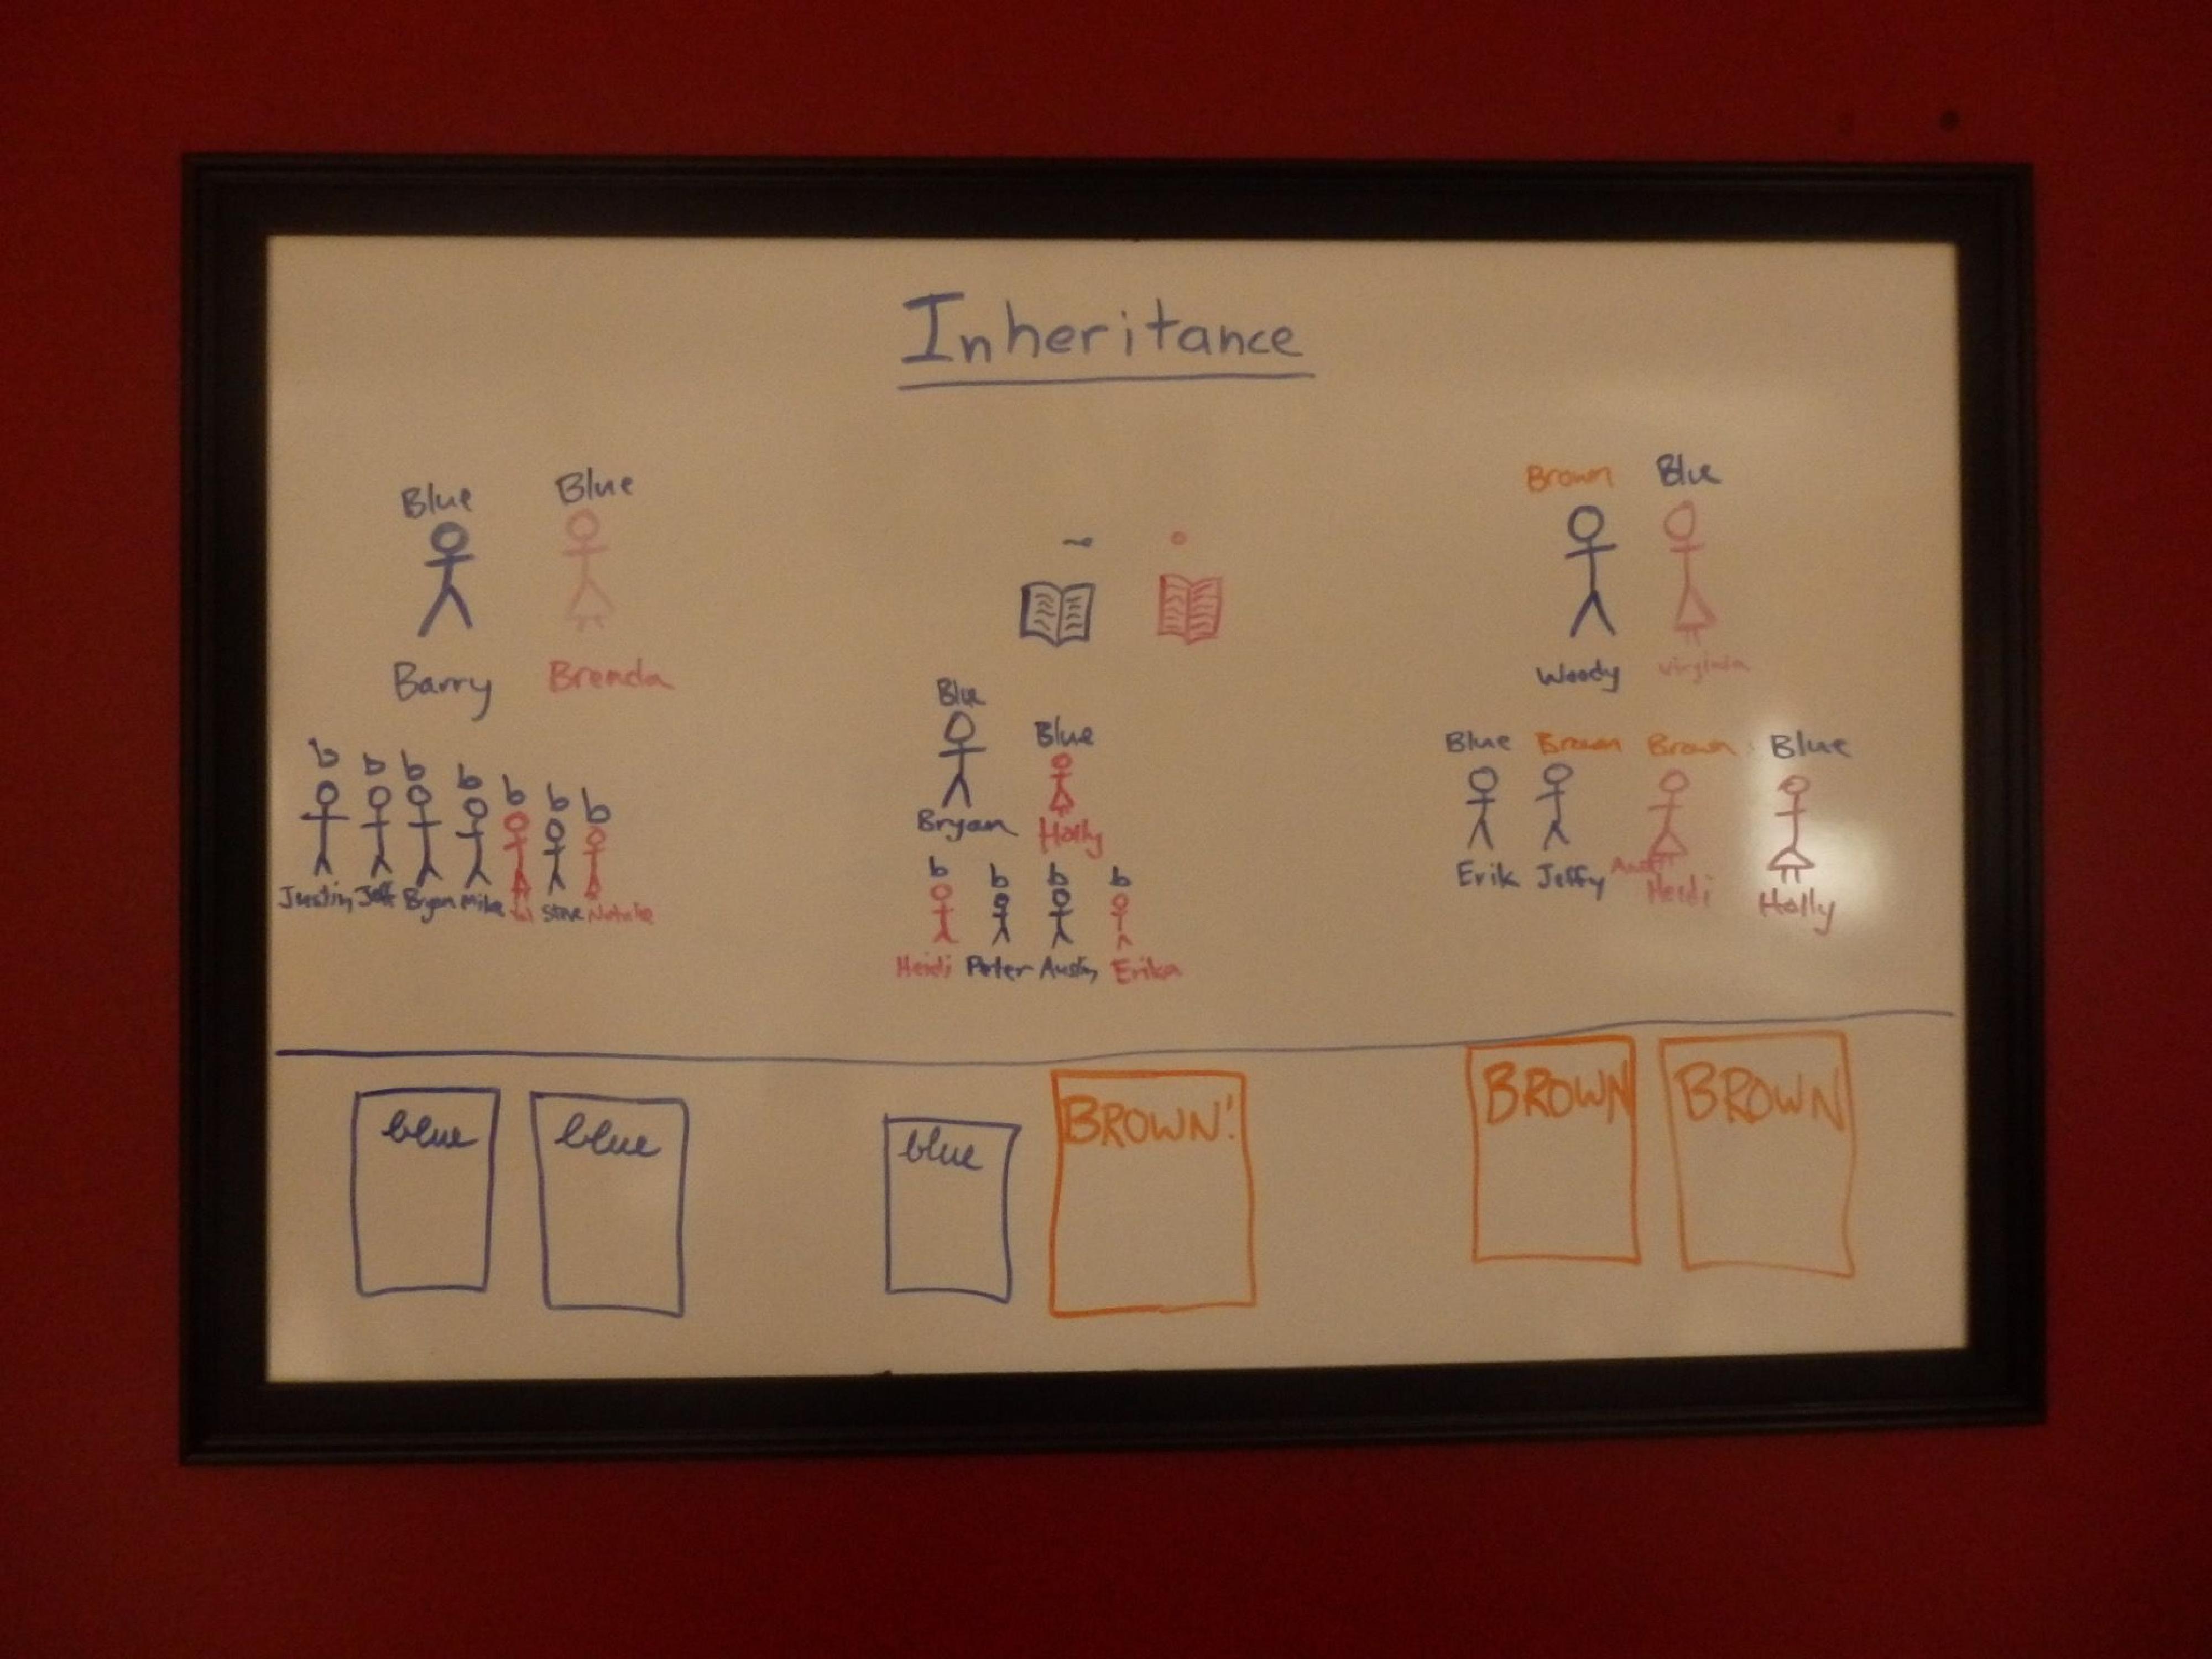 Inheritance
Blue Blue
Barry Brenda
b b b b b b b
Justin Jeff Bryan Mike Steve Natalie
Blue Blue
Bryan Holly
b b b b
Heidi Peter Austin Erika
Brown Blue
Woody Virginia
Blue Brown Brown Blue
Erik Jeffy Aunt Heidi Holly
blue blue
blue BROWN!
BROWN BROWN